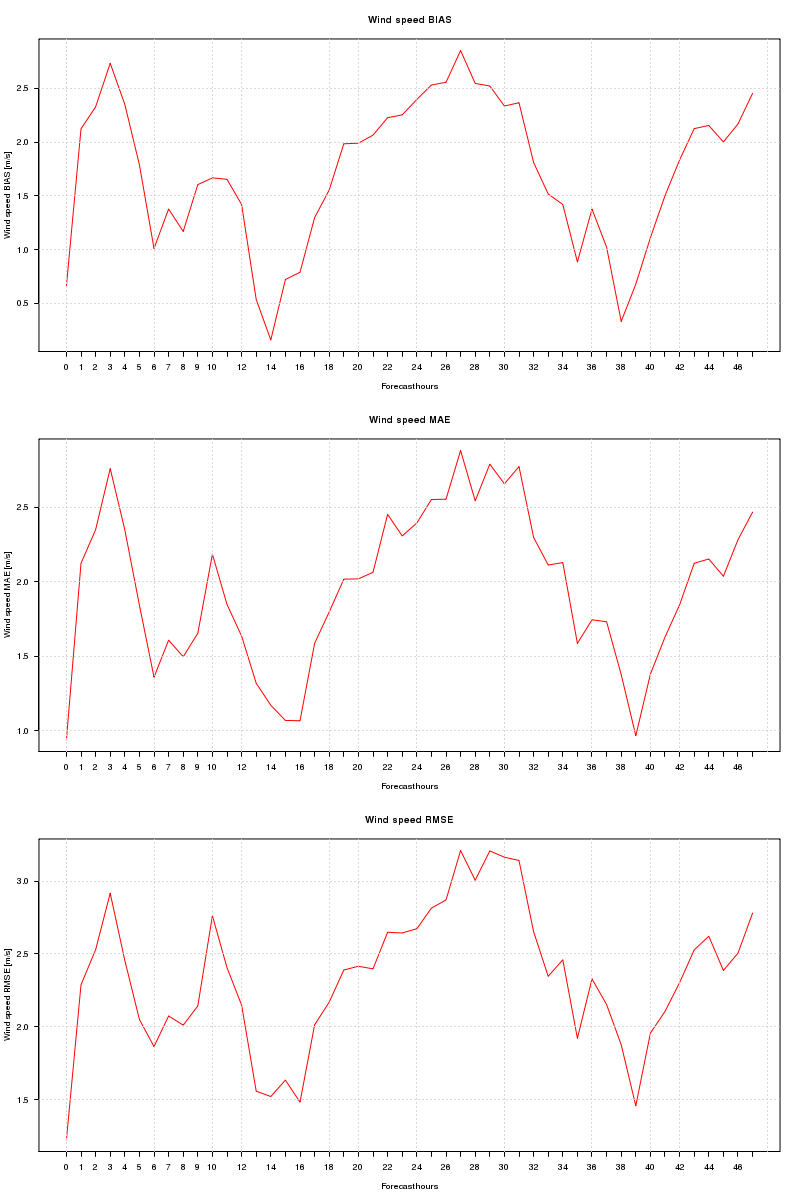 Wind speed BIAS
Wind speed BIAS [m/s]
2.5
2.0
1.5
1.0
0.5
0 1 2 3 4 5 6 7 8 9 10 11 12 14 16 18 20 22 24 26 28 30 32 34 36 38 40 42 44 46
Forecasthours
Wind speed MAE
Wind speed MAE [m/s]
2.5
2.0
1.5
1.0
0 1 2 3 4 5 6 7 8 9 10 11 12 14 16 18 20 22 24 26 28 30 32 34 36 38 40 42 44 46
Forecasthours
Wind speed RMSE
Wind speed RMSE [m/s]
3.0
2.5
2.0
1.5
0 1 2 3 4 5 6 7 8 9 10 12 14 16 18 20 22 24 26 28 30 32 34 36 38 40 42 44 46
Forecasthours